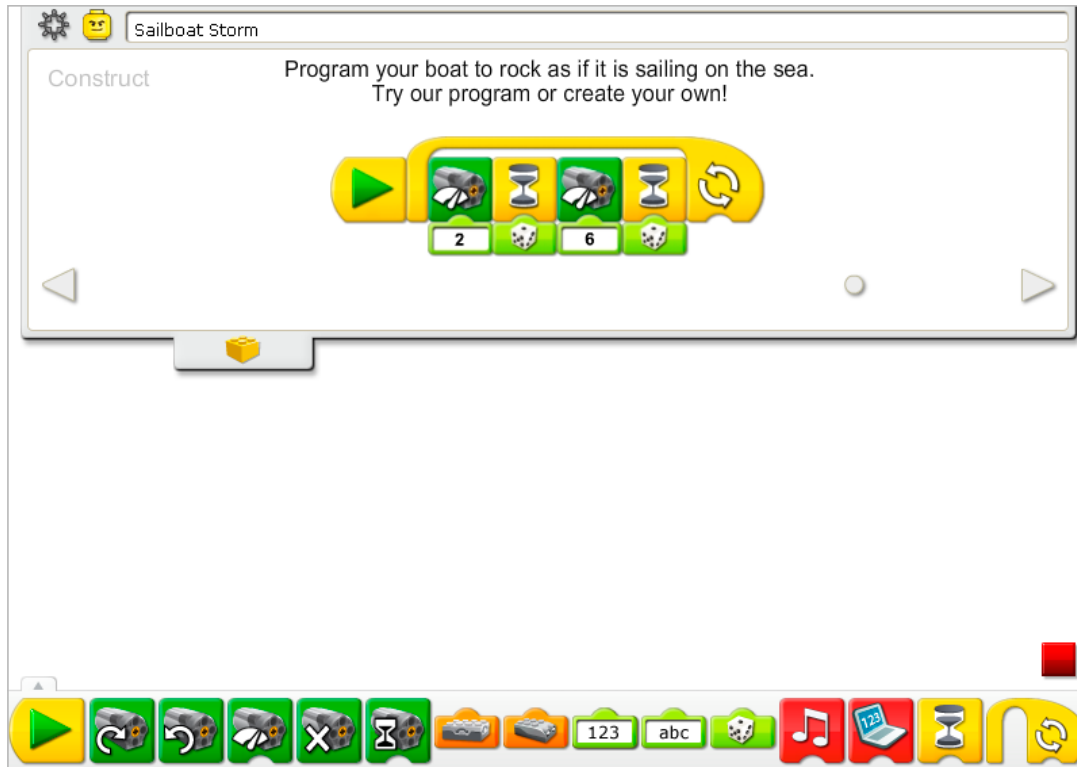 Sailboat Storm
Construct
Program your boat to rock as if it is sailing on the sea.
Try our program or create your own!
2
6
123
abc
123